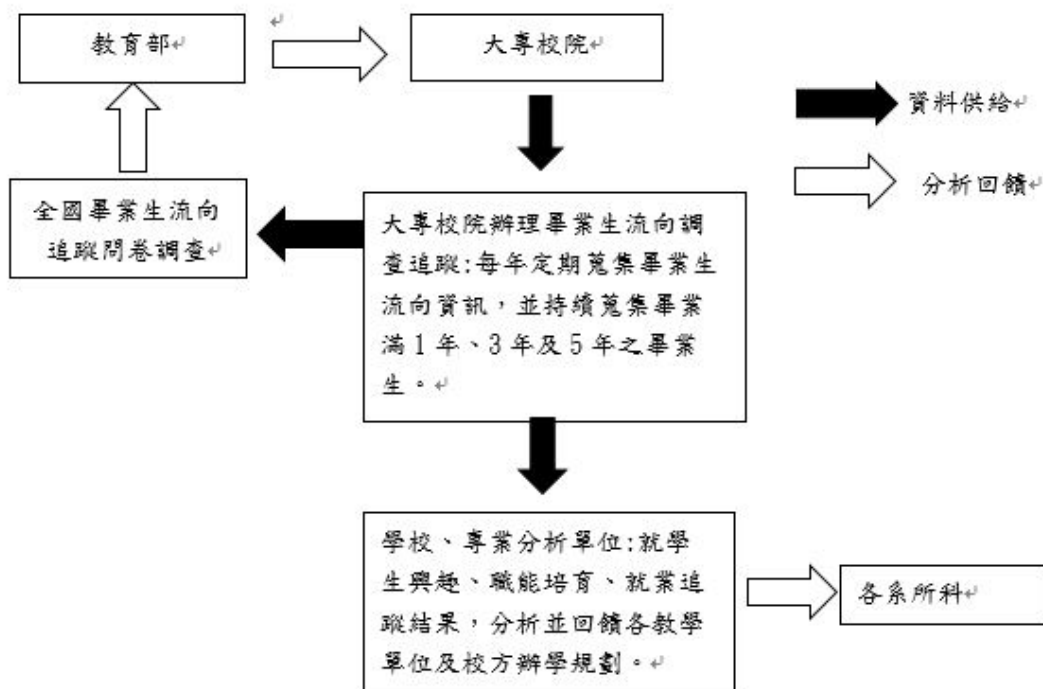 教育部
大專校院
資料供給
分析回饋
全國畢業生流向
追蹤問卷調查
大專校院辦理畢業生流向調
查追蹤:每年定期蒐集畢業生
流向資訊，並持續蒐集畢業
滿1年、3年及5年之畢業
生。
學校、專業分析單位:就學
生興趣、職能培育、就業追
蹤結果，分析並回饋各教學
單位及校方辦學規劃。
各系所科